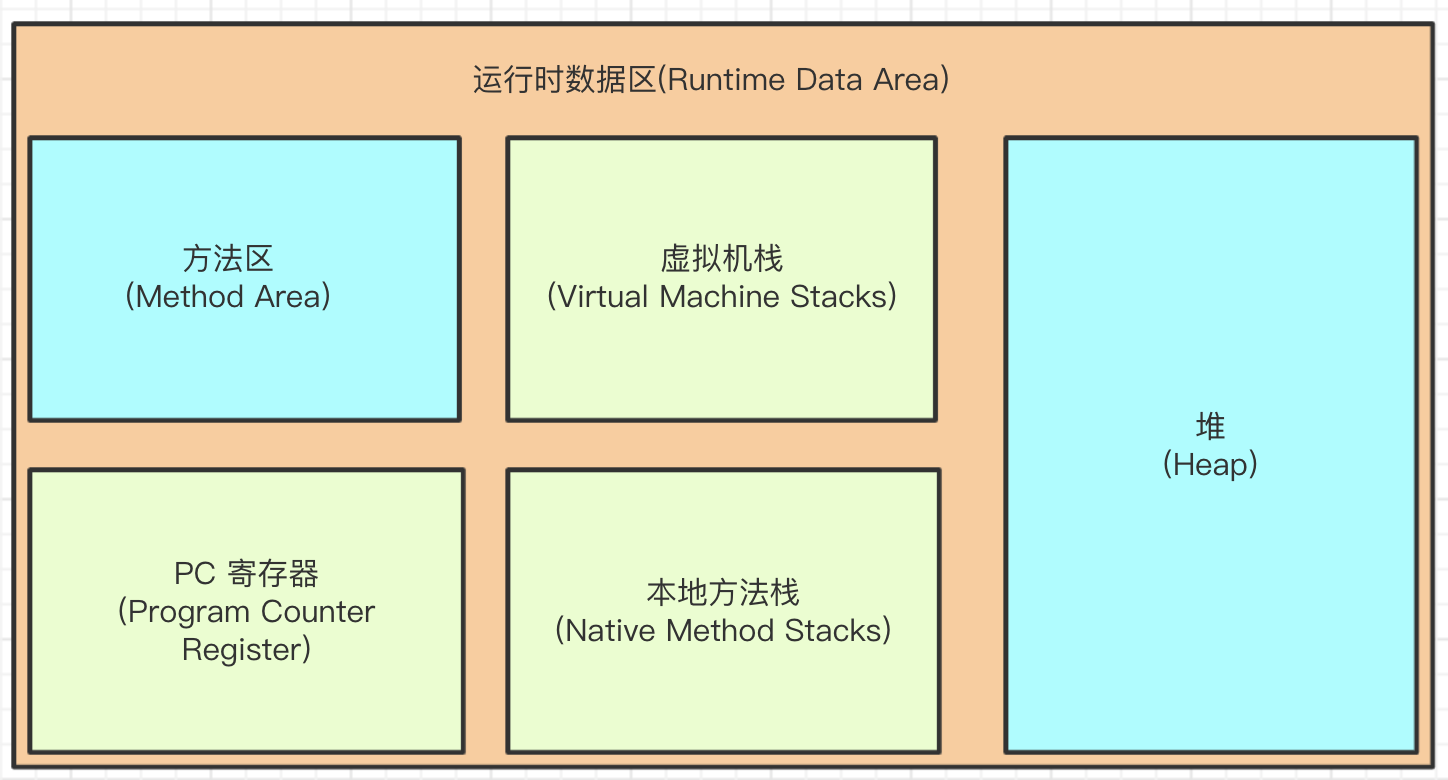 运行时数据区(Runtime Data Area)
方法区
(Method Area)
虚拟机栈
(Virtual Machine Stacks)
堆
(Heap)
PC 寄存器
(Program Counter
Register)
本地方法栈
(Native Method Stacks)